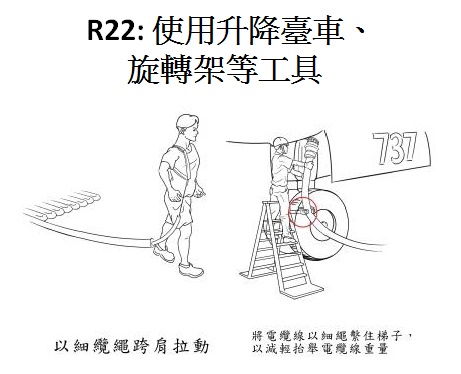 R22: 使用升降臺車、
旋轉架等工具
737
以細纜繩跨肩拉動
將電纜線以細繩繫住梯子，
以減輕抬舉電纜線重量